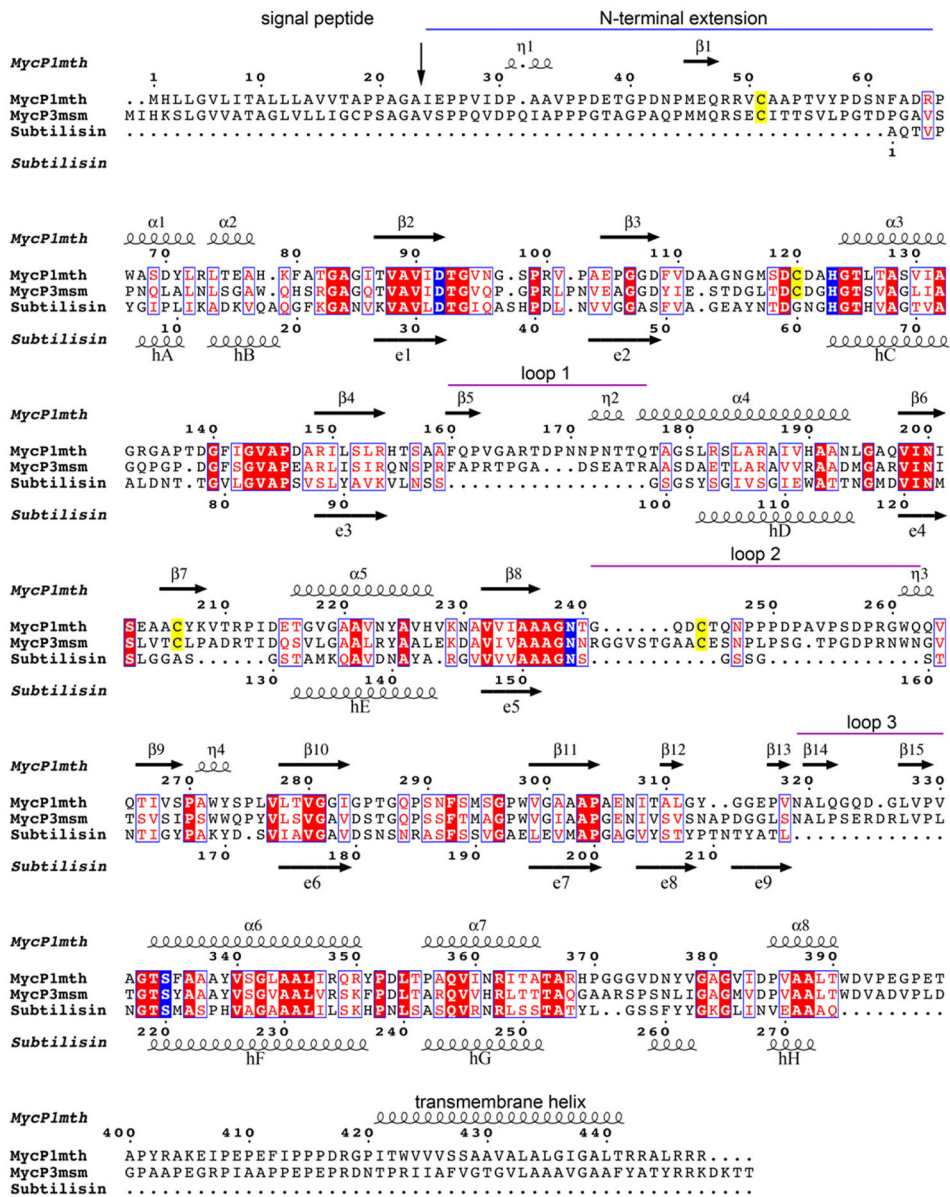 signal peptide N-terminal extension
MycP1mth η1 β1
1 10 20 30 40 50 60
MycP1mth ..MHLLGVLITALLLAVVTAPPAGAIEPPVIDP.AAVPPDETGPDNPMEQRRVCAAPTVYPDSNFADRP
MycP3msm MIHKSLGVVATAGLVLLIGCPSAGAVSPPQVDPQIAPPPGTAGPAQPMMQRSECITTSVLPGTDPGAVS
Subtilisin ..............................................................AQTVP
Subtilisin i
MycP1mth α1 α2 β2 β3 α3
70 80 90 100 110 120 130
MycP1mth WASDYLRLTEAH.KFATGAGITVAVIDTGVNG.SPRVP.AEPGGDFVDAAGNGMSDCDAHGTLTASVIA
MycP3msm PNQLALNLSGAW.QHSRGAGQTVAVIDTGVQP.GPRLPNVEAGGDYIE.STDGLTDCDGHGTSVAGLIA
Subtilisin YGIPLIKADKVQAQGFKGANVKVAVLDTGIQASHPDL.NVVGGASFVA.GEAYNTDGNGHGTHVAGTVA
10 20 30 40 50 60 70
Subtilisin hA hB e1 e2 hC
loop 1
MycP1mth β4 β5 η2 α4 β6
140 150 160 170 180 190 200
MycP1mth GRGAPTDGFIGVAPDARILSLRHTSAAFQPVGARTDPNNPNTTQTAGSLRSLARAIVHAANLGAQVINI
MycP3msm GQPGP.DGFSGVAPEARLISIRQNSPRFAPRTPGA..DSEATRAASDAETLARAVVRAADMGARVINI
Subtilisin ALDNT.TGVLGVAPSVSLYAVKVLNSS................GSGSYSGIVSGIEWATTNGMDVINM
80 90 100 110 120
Subtilisin e3 hD e4
loop 2
MycP1mth β7 α5 β8 η3
210 220 230 240 250 260
MycP1mth SEAACYKVTRPIDETGVGAAVNYAVHVKNAVVIAAAGNT.......QDCTQNPPPDPAVPSDPRGWQQV
MycP3msm SLVTCLPADRTIDQSVLGAALRYAALEKDAVIVAAAGNTRGGVSTGAACESNPLPSG.TPGDPRNWNGV
Subtilisin SLGGAS......GSTAMKQAVDNAYA.RGVVVVAAAGNS............GSSG.............ST
130 140 150 160
Subtilisin hE e5
loop 3
MycP1mth β9 η4 β10 β11 β12 β13 β14 β15
270 280 290 300 310 320 330
MycP1mth QTIVSPAWYSPLVLTVGGIGPTGQPSNFSMSGPWVGAAAPAENITALGY..GGEPVNALQGQD.GLVPV
MycP3msm TSVSIPSWWQPYVLSVGAVDSTGQPSSFTMAGPWVGIAAPGENIVSVSNAPDGGLSNALPSERDRLVPL
Subtilisin NTIGYPAKYD.SVIAVGAVDSNSNRASFSSVGAELEVMAPGAGVYSTYPTNTYATL.............
170 180 190 200 210
Subtilisin e6 e7 e8 e9
MycP1mth α6 α7 α8
340 350 360 370 380 390
MycP1mth AGTSFAAAYVSGLAALIRQRYPDLTPAQVINRITATARHPGGGVDNYVGAGVIDPVAALTWDVPEGPET
MycP3msm TGTSYAAAYVSGVAALVRSKFPDLTARQVVHRLTTTAQGAARSPSNLIGAGMVDPVAALTWDVADVPLD
Subtilisin NGTSMASPHVAGAAALILSKHPNLSASQVRNRLSSTATYL..GSSFYYGKGLINVEAAAQ.........
220 230 240 250 260 270
Subtilisin hF hG hH
transmembrane helix
MycP1mth
400 410 420 430 440
MycP1mth APYRAKEIPEPEFIPPPDRGPITWVVVSSAAVALALGIGALTRRALRRR....
MycP3msm GPAAPEGRPIAAPPEPEPRDNTPRIIAFVGTGVLAAAVGAAFYATYRRKDKTT
Subtilisin .....................................................